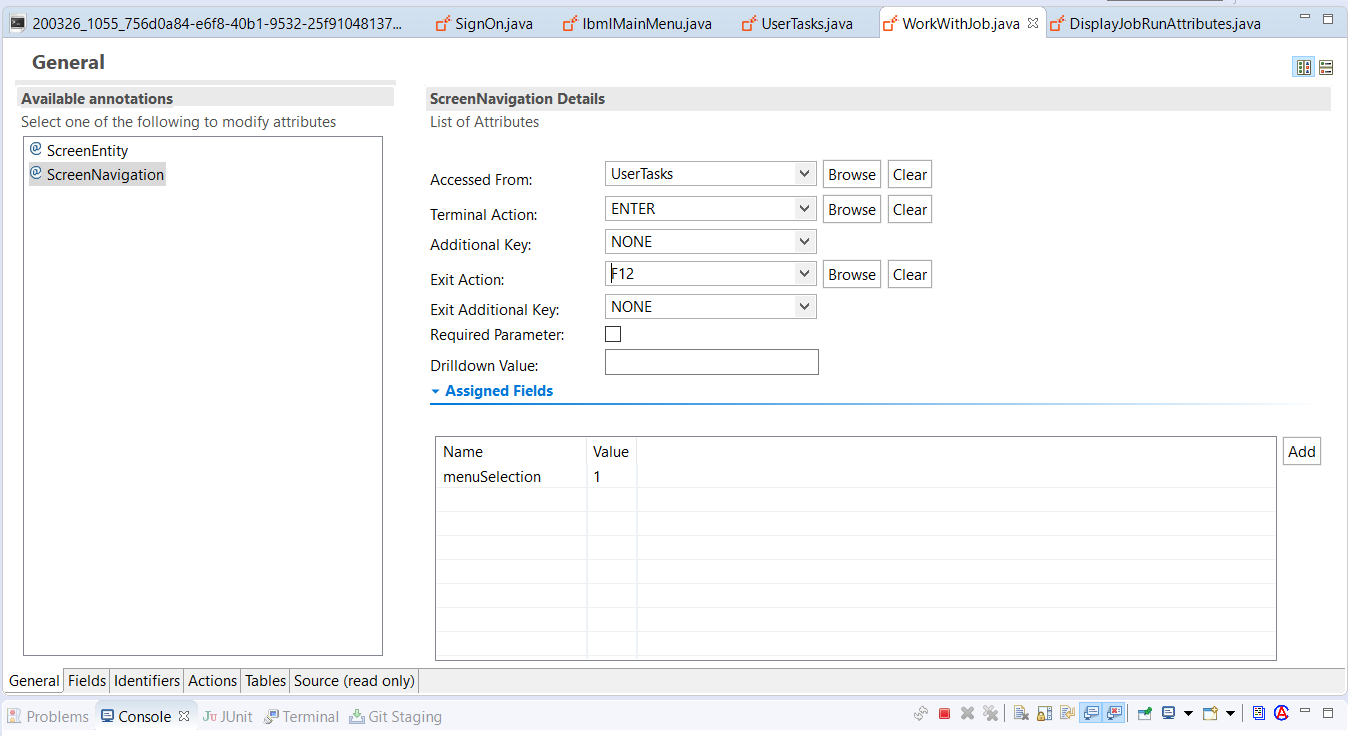 200326_1055_756d0a84-e6f8-40b1-9532-25f91048137...
SignOn.java
IbmIMainMenu.java
UserTasks.java
WorkWithJob.java
DisplayJobRunAttributes.java
General
Available annotations
Select one of the following to modify attributes
@ ScreenEntity
@ ScreenNavigation
ScreenNavigation Details
List of Attributes
Accessed From: UserTasks Browse Clear
Terminal Action: ENTER Browse Clear
Additional Key: NONE
Exit Action: F12 Browse Clear
Exit Additional Key: NONE
Required Parameter:
Drilldown Value:
Assigned Fields
Name Value Add
menuSelection 1
General Fields Identifiers Actions Tables Source (read only)
Problems Console JU JUnit Terminal Git Staging